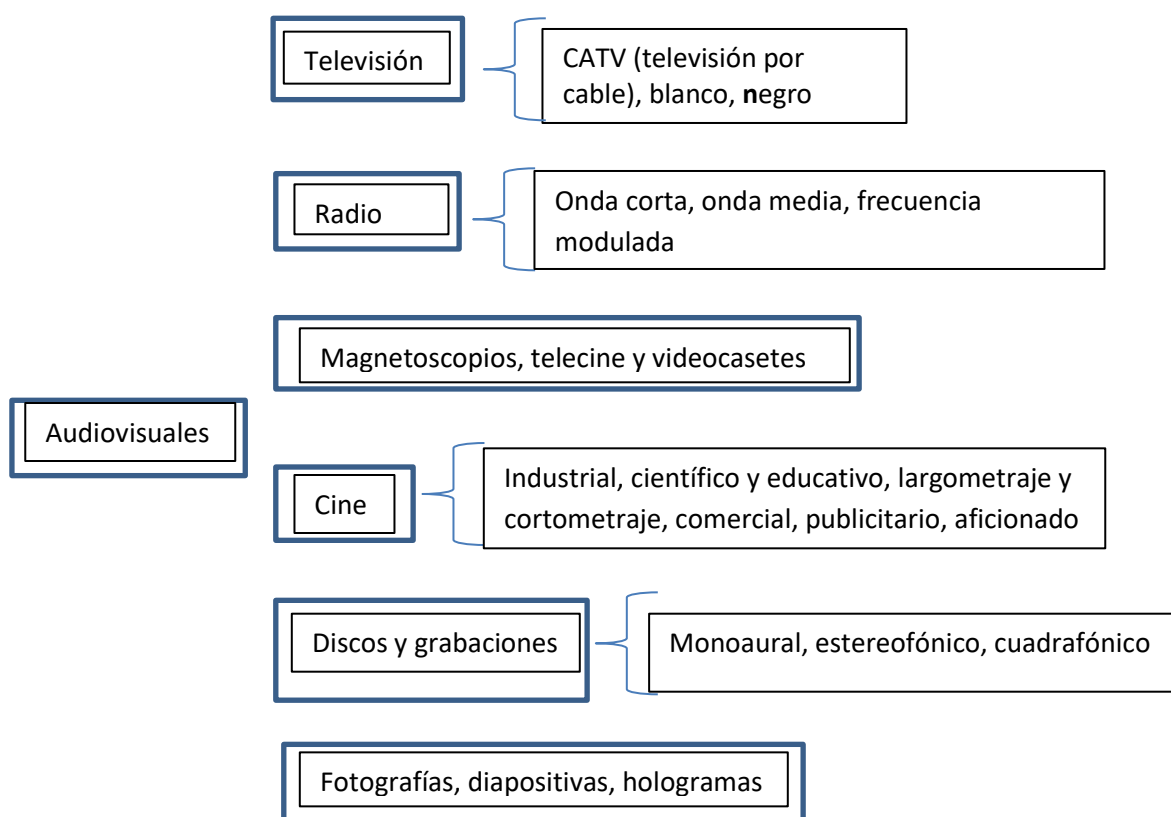 Televisión
CATV (televisión por
cable), blanco, negro
Radio
Onda corta, onda media, frecuencia
modulada
Magnetoscopios, telecine y videocasetes
Audiovisuales
Cine
Industrial, científico y educativo, largometraje y
cortometraje, comercial, publicitario, aficionado
Discos y grabaciones
Monoaural, estereofónico, cuadrafónico
Fotografías, diapositivas, hologramas